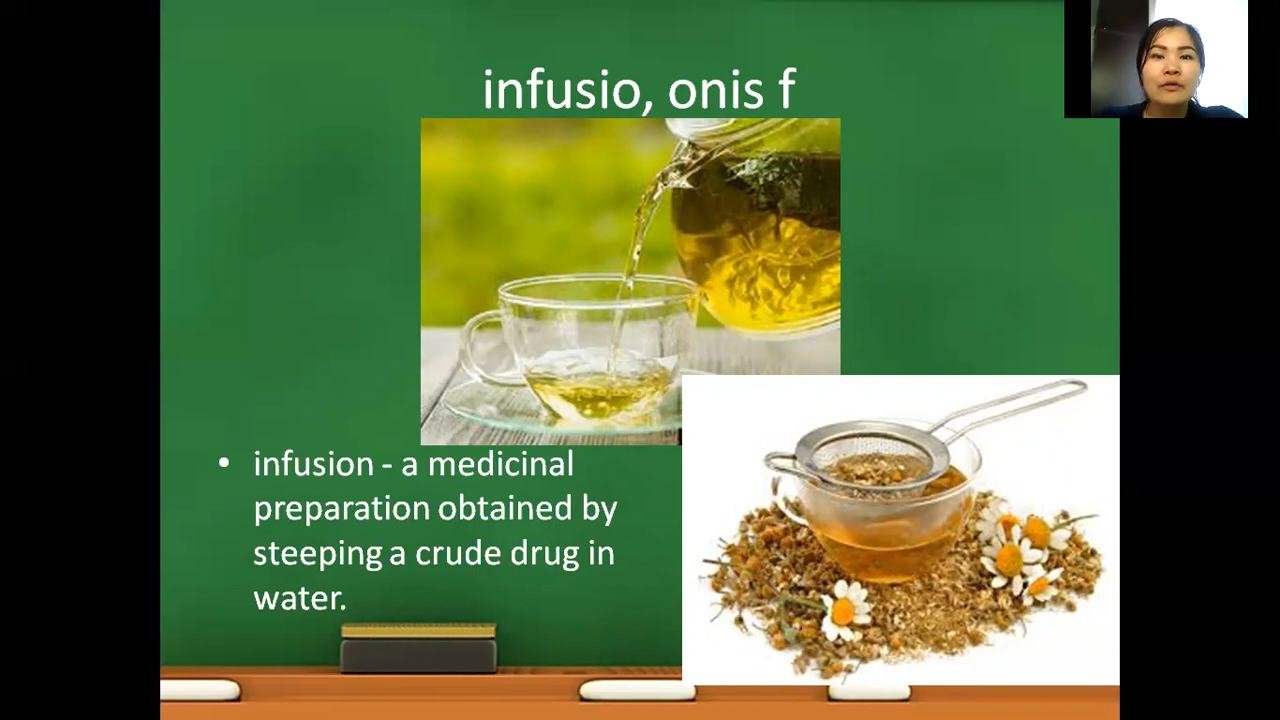 infusio, onis f
• infusion - a medicinal
preparation obtained by
steeping a crude drug in
water.